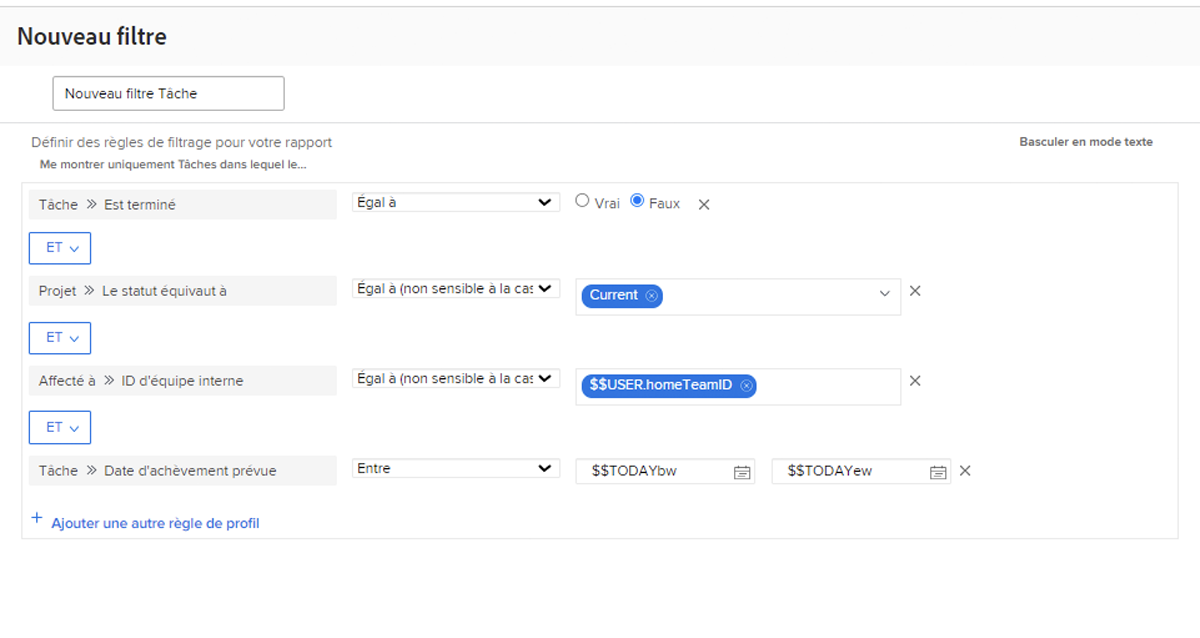 Nouveau filtre
Nouveau filtre Tâche
Définir des règles de filtrage pour votre rapport
Basculer en mode texte
Me montrer uniquement Tâches dans lequel le...
Tâche » Est terminé Égal à Vrai Faux
ET
Projet » Le statut équivaut à Égal à (non sensible à la cas Current
ET
Affecté à » ID d'équipe interne Égal à (non sensible à la cas $$USER.homeTeamID
ET
Tâche » Date d'achèvement prévue Entre $$TODAYbw $$TODAYew
+ Ajouter une autre règle de profil